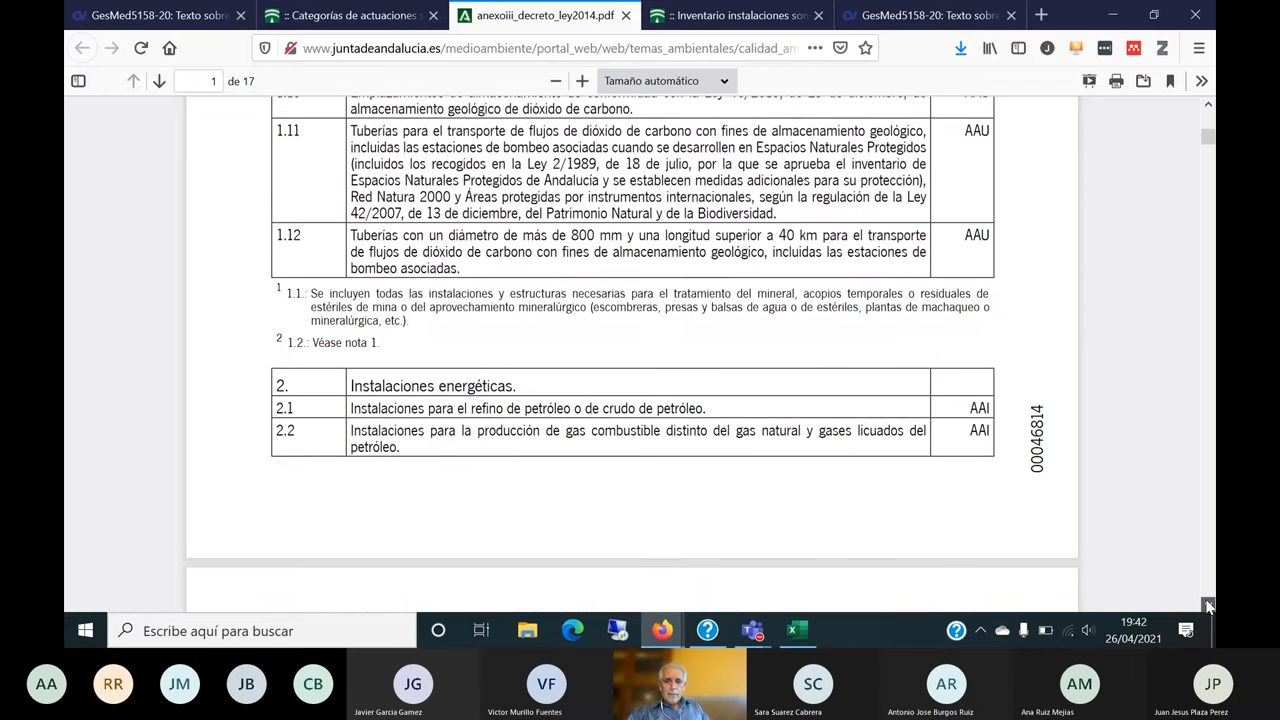 GesMed5158-20: Texto sobre
:: Categorías de actuaciones s
anexoiii_decreto_ley2014.pdf
:: Inventario instalaciones som
GesMed5158-20: Texto sobre
www.juntadeandalucia.es/medioambiente/portal_web/web/temas_ambientales/calidad_am
1 de 17
Tamaño automático
almacenamiento geológico de dióxido de carbono.
1.11 Tuberías para el transporte de flujos de dióxido de carbono con fines de almacenamiento geológico, AAU
incluidas las estaciones de bombeo asociadas cuando se desarrollen en Espacios Naturales Protegidos
(incluidos los recogidos en la Ley 2/1989, de 18 de julio, por la que se aprueba el inventario de
Espacios Naturales Protegidos de Andalucía y se establecen medidas adicionales para su protección),
Red Natura 2000 y Áreas protegidas por instrumentos internacionales, según la regulación de la Ley
42/2007, de 13 de diciembre, del Patrimonio Natural y de la Biodiversidad.
1.12 Tuberías con un diámetro de más de 800 mm y una longitud superior a 40 km para el transporte AAU
de flujos de dióxido de carbono con fines de almacenamiento geológico, incluidas las estaciones de
bombeo asociadas.
1 1.1.: Se incluyen todas las instalaciones y estructuras necesarias para el tratamiento del mineral, acopios temporales o residuales de
estériles de mina o del aprovechamiento mineralúrgico (escombreras, presas y balsas de agua o de estériles, plantas de machaqueo o
mineralúrgica, etc.).
2 1.2.: Véase nota 1.
2. Instalaciones energéticas.
2.1 Instalaciones para el refino de petróleo o de crudo de petróleo. AAI
2.2 Instalaciones para la producción de gas combustible distinto del gas natural y gases licuados del AAI
petróleo.
00046814
Escribe aquí para buscar
19:42
26/04/2021
AA RR JM JB CB JG VF SC AR AM JP
Javier Garcia Gamez
Victor Murillo Fuentes
Sara Suarez Cabrera
Antonio Jose Burgos Ruiz
Ana Ruiz Mejias
Juan Jesus Plaza Perez